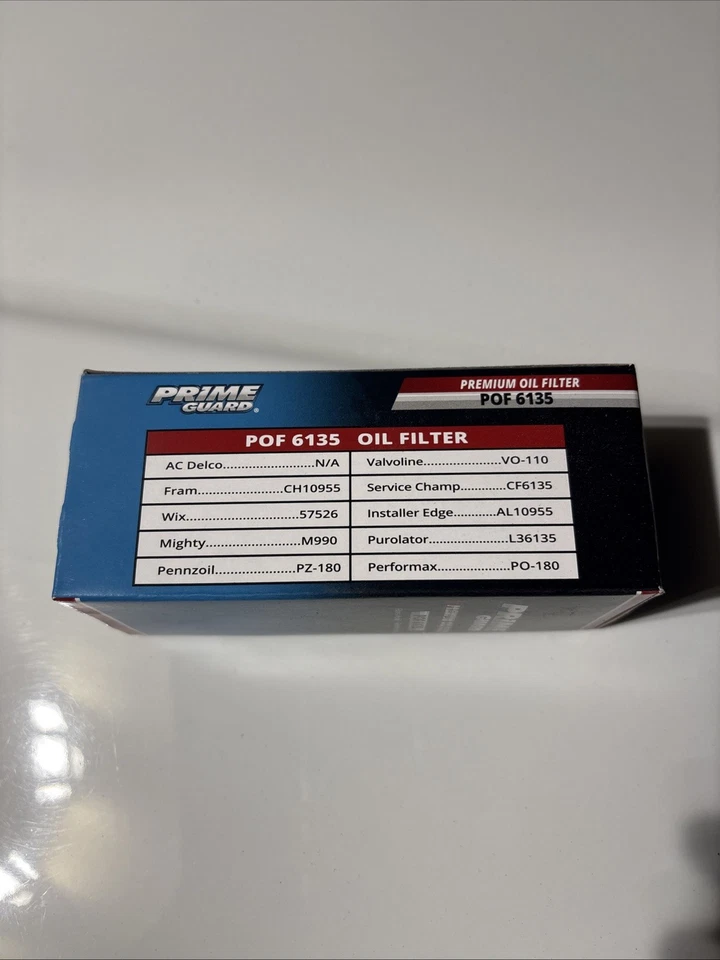 PRIME
GUARD®
PREMIUM OIL FILTER
POF 6135
POF 6135 OIL FILTER
AC Delco.........................N/A
Valvoline.....................VO-110
Fram.......................CH10955
Service Champ............CF6135
Wix..............................57526
Installer Edge...........AL10955
Mighty..........................M990
Purolator......................L36135
Pennzoil......................PZ-180
Performax....................PO-180